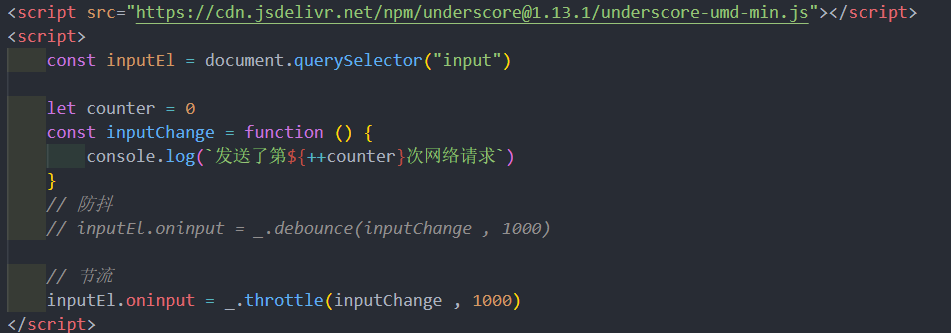 <script src="https://cdn.jsdelivr.net/npm/underscore@1.13.1/underscore-umd-min.js"></script>
<script>
    const inputEl = document.querySelector("input")

    let counter = 0
    const inputChange = function () {
        console.log(`发送了第${++counter}次网络请求`)
    }
    // 防抖
    // inputEl.oninput = _.debounce(inputChange , 1000)

    // 节流
    inputEl.oninput = _.throttle(inputChange , 1000)
</script>